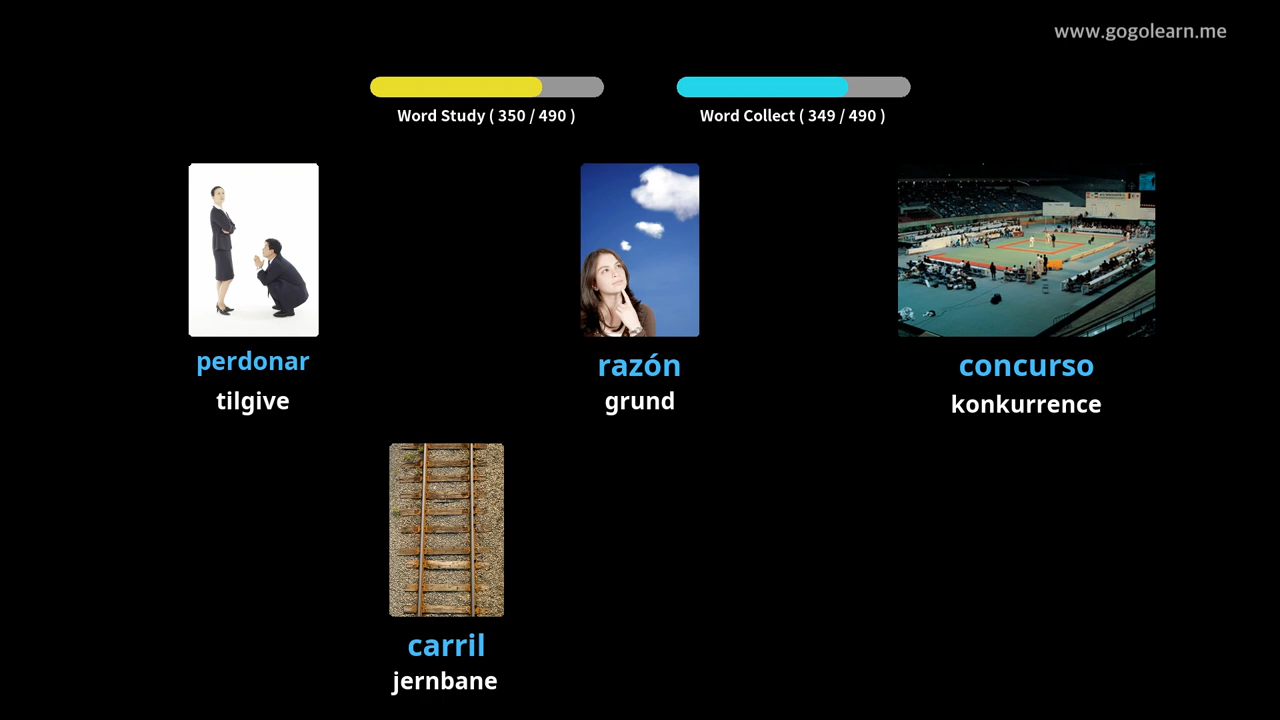 www.gogolearn.me
Word Study ( 350 / 490 )
Word Collect ( 349 / 490 )
perdonar
tilgive
razón
grund
concurso
konkurrence
carril
jernbane